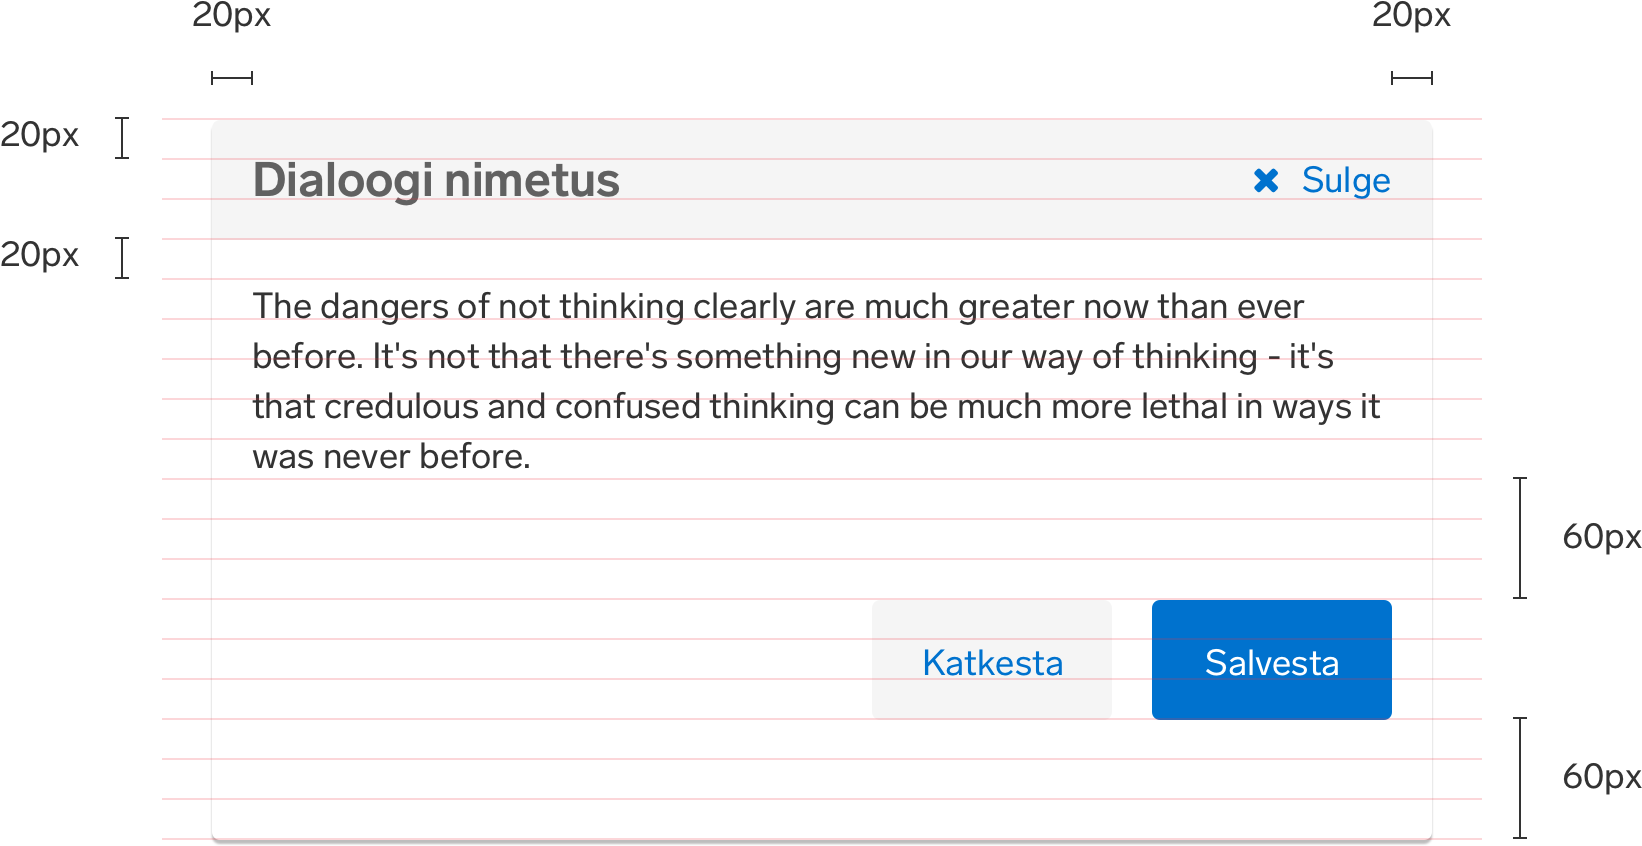 20px
20px
20px
Dialoogi nimetus
Sulge
20px
The dangers of not thinking clearly are much greater now than ever
before. It's not that there's something new in our way of thinking - it's
that credulous and confused thinking can be much more lethal in ways it
was never before.
60px
Katkesta
Salvesta
60px